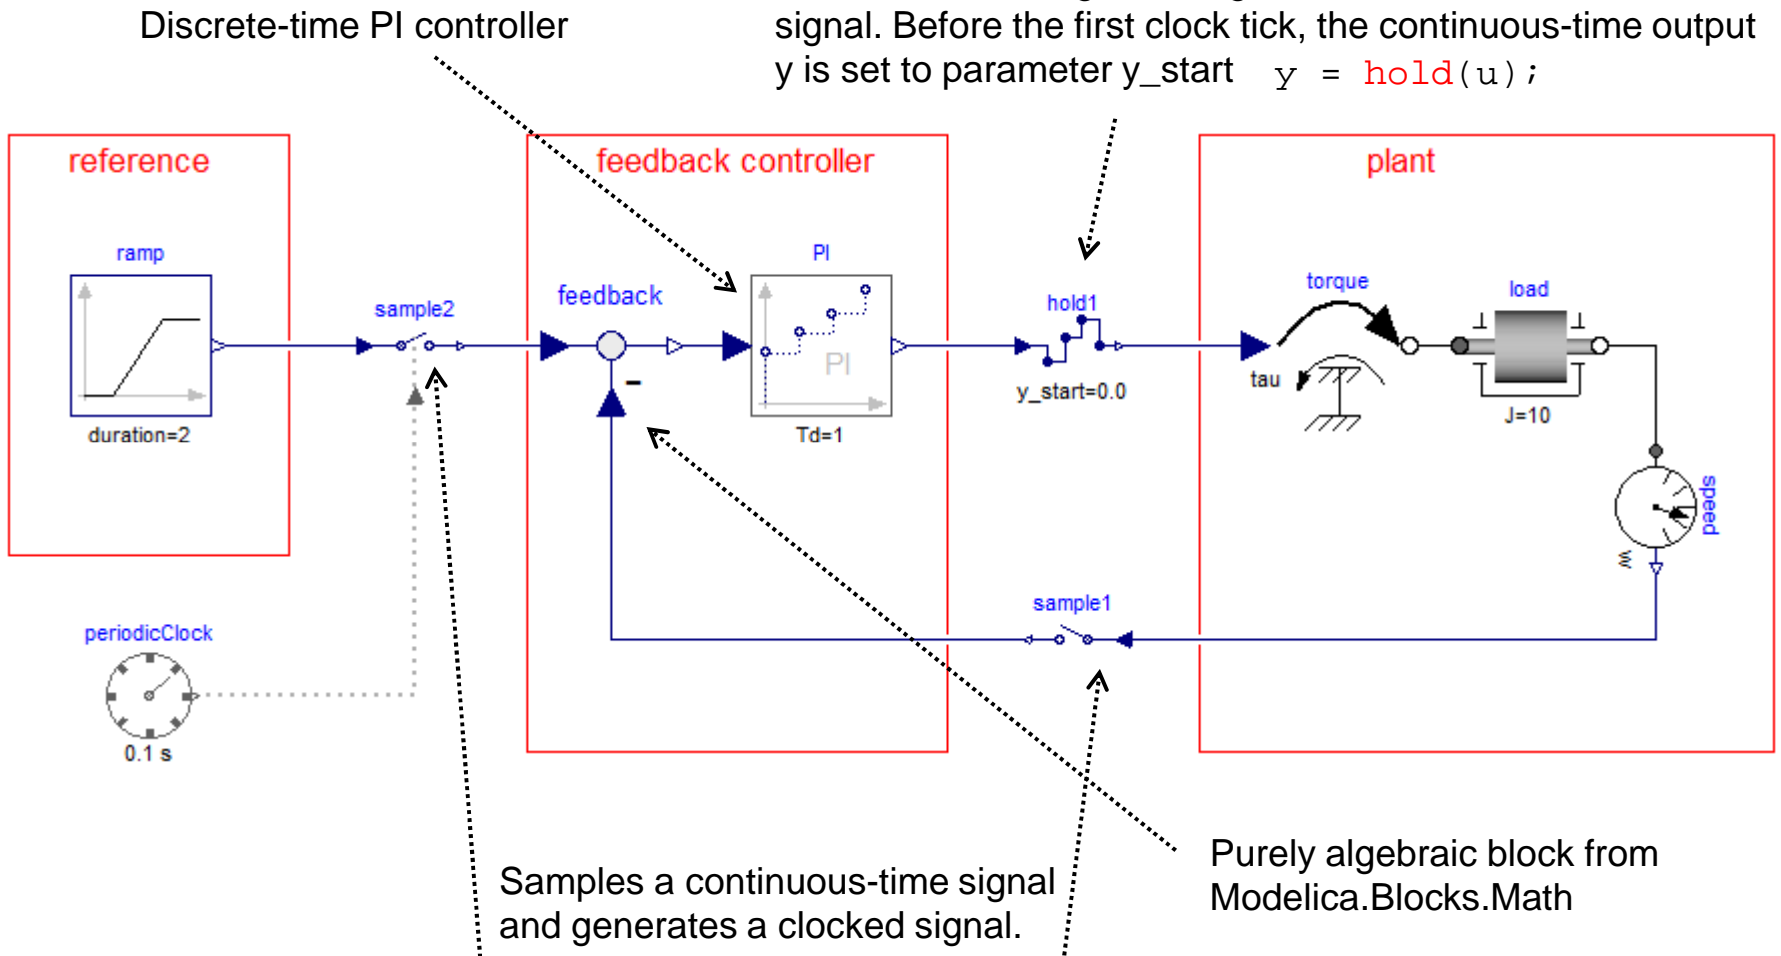 Discrete-time PI controller
signal. Before the first clock tick, the continuous-time output
y is set to parameter y_start   y = hold(u);
reference
feedback controller
plant
ramp
duration=2
sample2
feedback
PI
PI
Td=1
hold1
y_start=0.0
torque
tau
load
J=10
speed
w
sample1
periodicClock
0.1 s
Samples a continuous-time signal
and generates a clocked signal.
Purely algebraic block from
Modelica.Blocks.Math